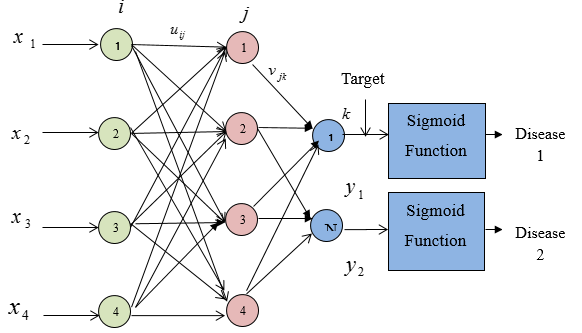 i
j
x 1
1
u ij
1
v jk
Target
x 2
2
2
1
k
Sigmoid
Function
Disease
1
x 3
3
3
y 1
Sigmoid
Function
Disease
2
y 2
x 4
4
4